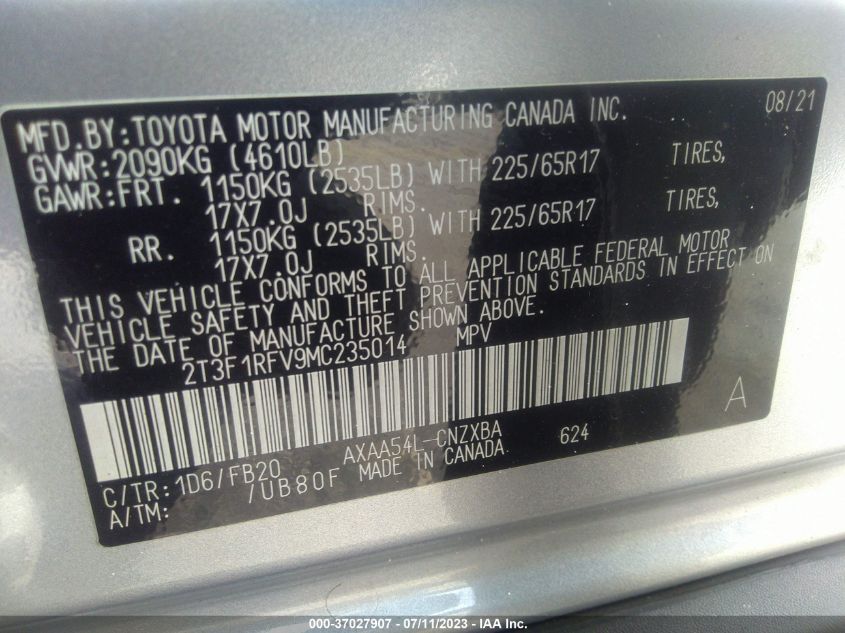 08/21
MFD.BY:TOYOTA MOTOR MANUFACTURING CANADA INC.
GVWR:2090KG (4610LB)
GAWR:FRT. 1150KG (2535LB) WITH 225/65R17 TIRES,
17X7.0J RIMS.
RR. 1150KG (2535LB) WITH 225/65R17 TIRES,
17X7.0J RIMS.
THIS VEHICLE CONFORMS TO ALL APPLICABLE FEDERAL MOTOR
VEHICLE SAFETY AND THEFT PREVENTION STANDARDS IN EFFECT ON
THE DATE OF MANUFACTURE SHOWN ABOVE.
2T3F1RFV9MC235014 MPV
A
C/TR:1D6/FB20 AXAA54L-CNZXBA 624
A/TM: /UB80F MADE IN CANADA
000-37027907 - 07/11/2023 - IAA Inc.